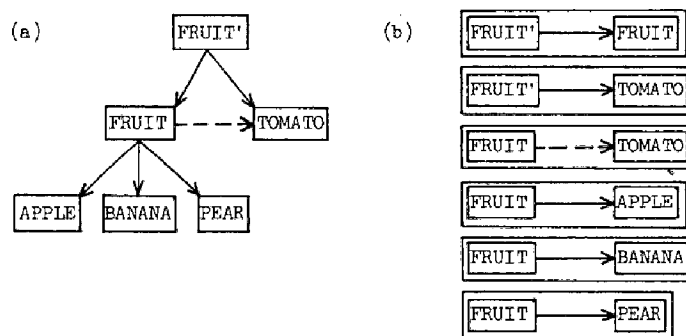 (a)
FRUIT'
FRUIT
TOMATO
APPLE
BANANA
PEAR
(b)
FRUIT' FRUIT
FRUIT' TOMATO
FRUIT TOMATO
FRUIT APPLE
FRUIT BANANA
FRUIT PEAR